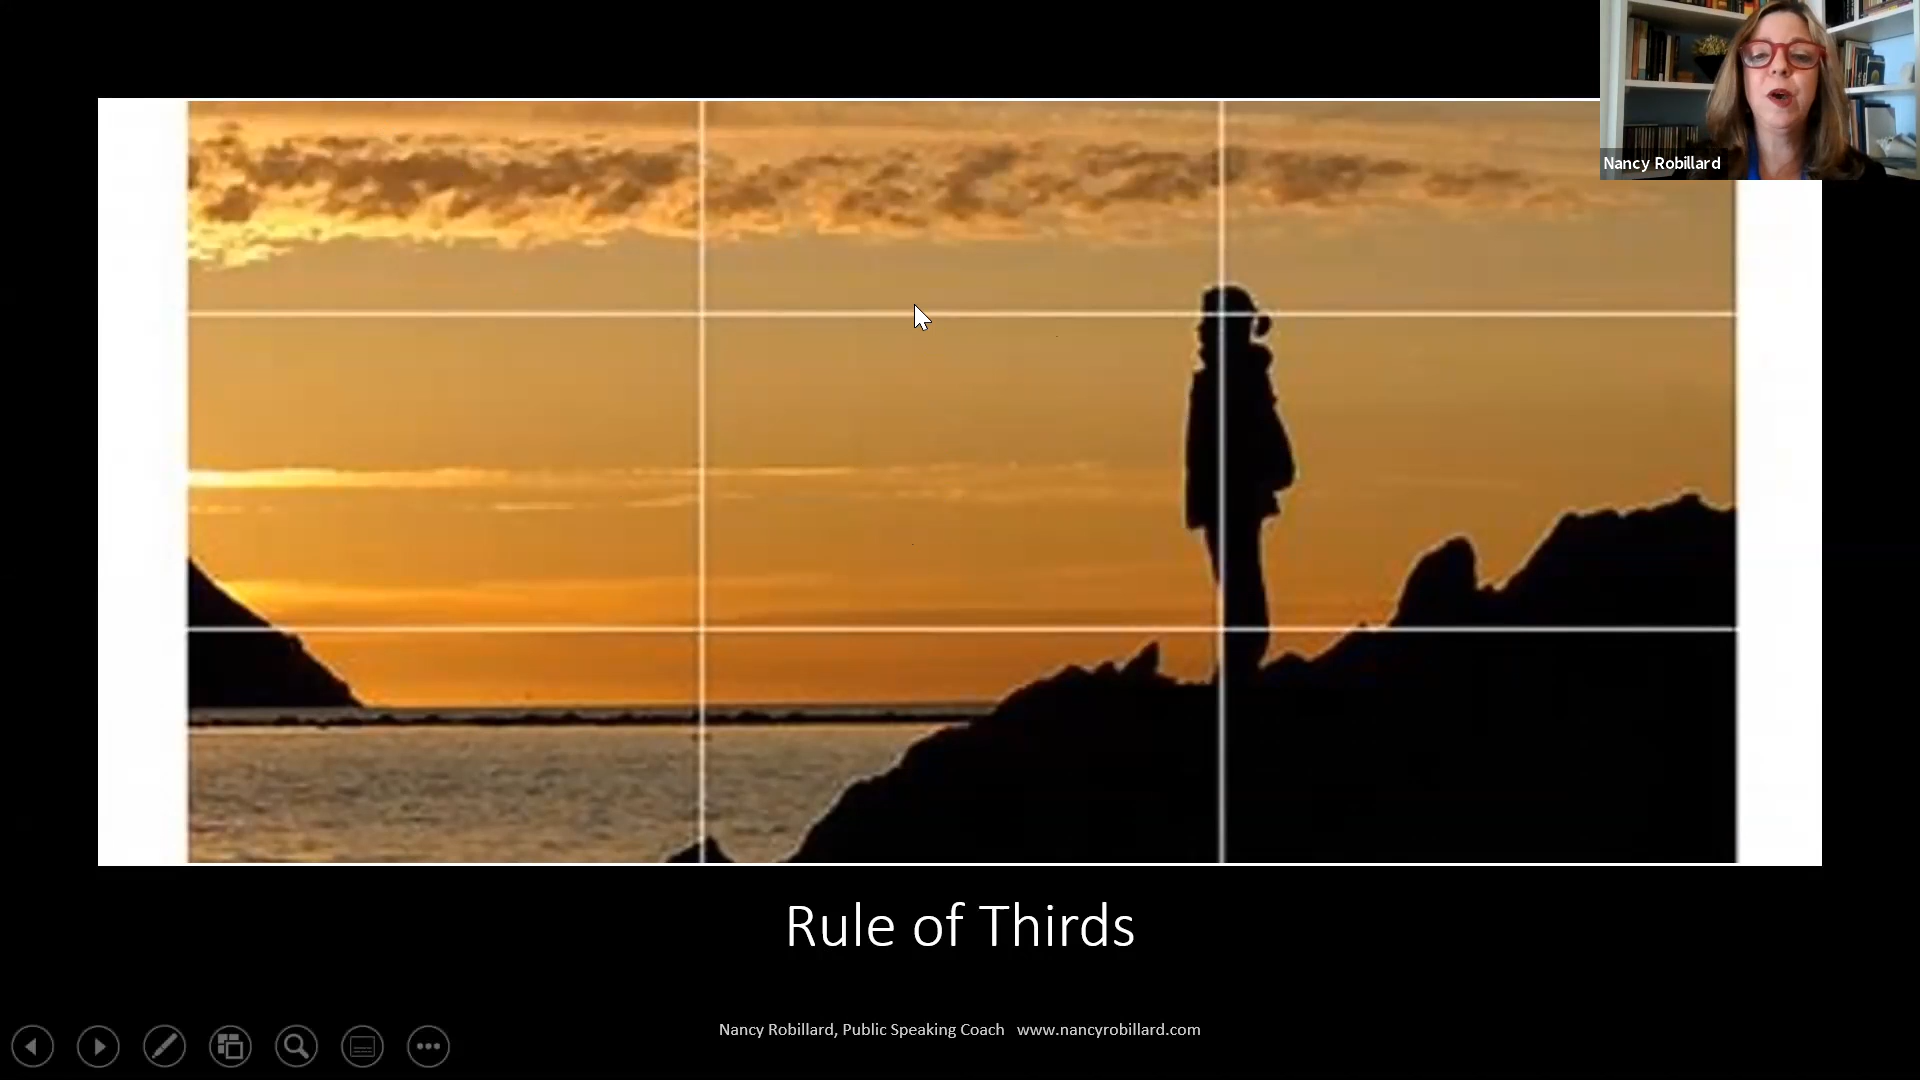 Nancy Robillard
Rule of Thirds
Nancy Robillard, Public Speaking Coach www.nancyrobillard.com